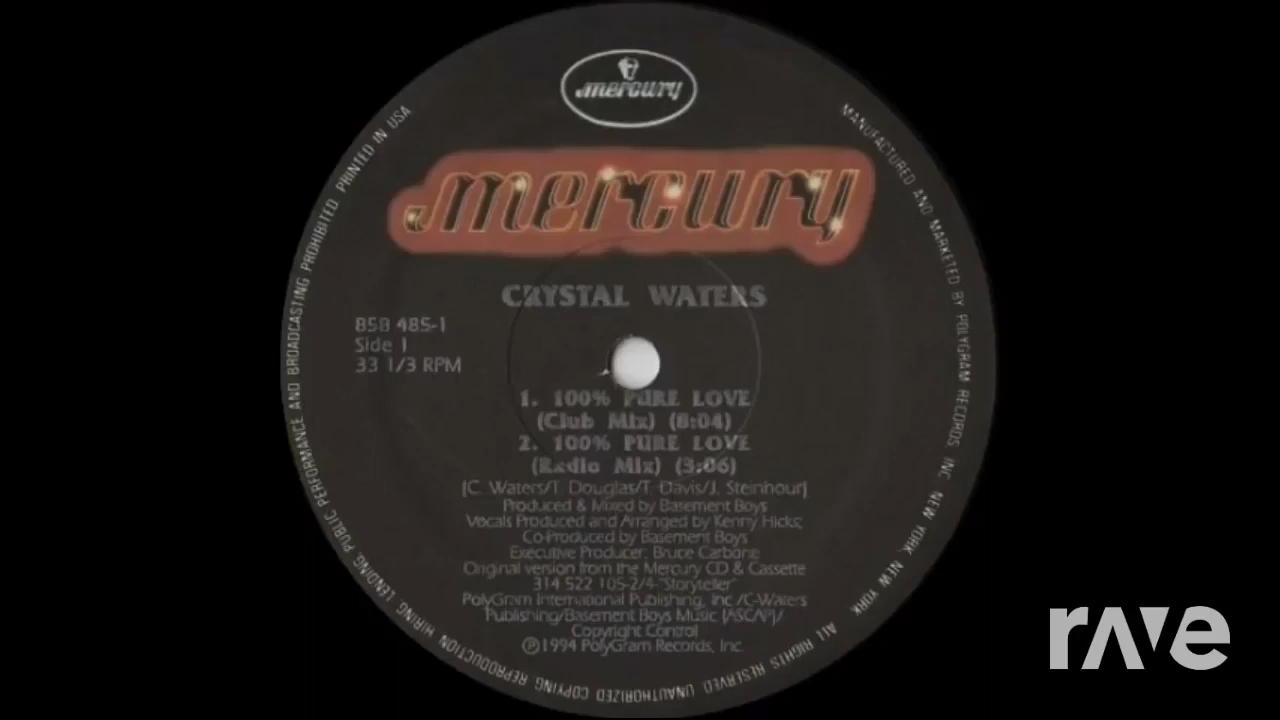 mercury
mercury
CRYSTAL WATERS
858 485-1
Side 1
33 1/3 RPM
1. 100% PURE LOVE
(Club Mix) (8:04)
2. 100% PURE LOVE
(Radio Mix) (3:06)
[C. Waters/T. Douglas/T. Davis/J. Steinhour]
Produced & Mixed by Basement Boys
Vocals Produced and Arranged by Kenny Hicks;
Co-Produced by Basement Boys
Executive Producer: Bruce Carbone
Original version from the Mercury CD & Cassette
314 522 105-2/4-"Storyteller"
PolyGram International Publishing, Inc./C-Waters
Publishing/Basement Boys Music [ASCAP]/
Copyright Control
℗1994 PolyGram Records, Inc.
MANUFACTURED AND MARKETED BY POLYGRAM RECORDS, INC. NEW YORK, NEW YORK ALL RIGHTS RESERVED. UNAUTHORIZED COPYING, REPRODUCTION, HIRING, LENDING, PUBLIC PERFORMANCE AND BROADCASTING PROHIBITED. PRINTED IN USA
rave